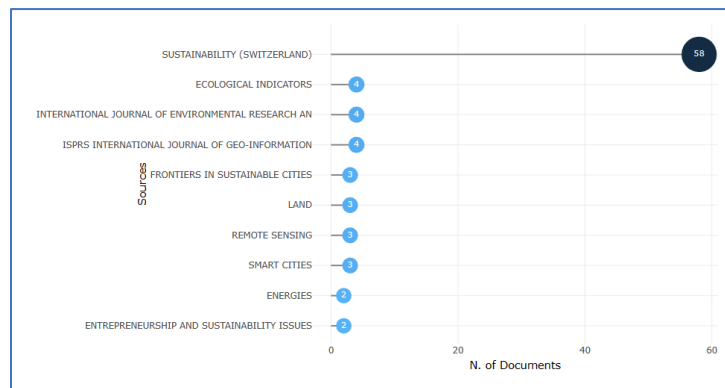 SUSTAINABILITY (SWITZERLAND) 58
ECOLOGICAL INDICATORS 4
INTERNATIONAL JOURNAL OF ENVIRONMENTAL RESEARCH AN 4
ISPRS INTERNATIONAL JOURNAL OF GEO-INFORMATION 4
Sources
FRONTIERS IN SUSTAINABLE CITIES 3
LAND 3
REMOTE SENSING 3
SMART CITIES 3
ENERGIES 2
ENTREPRENEURSHIP AND SUSTAINABILITY ISSUES 2
0 20 40 60
N. of Documents